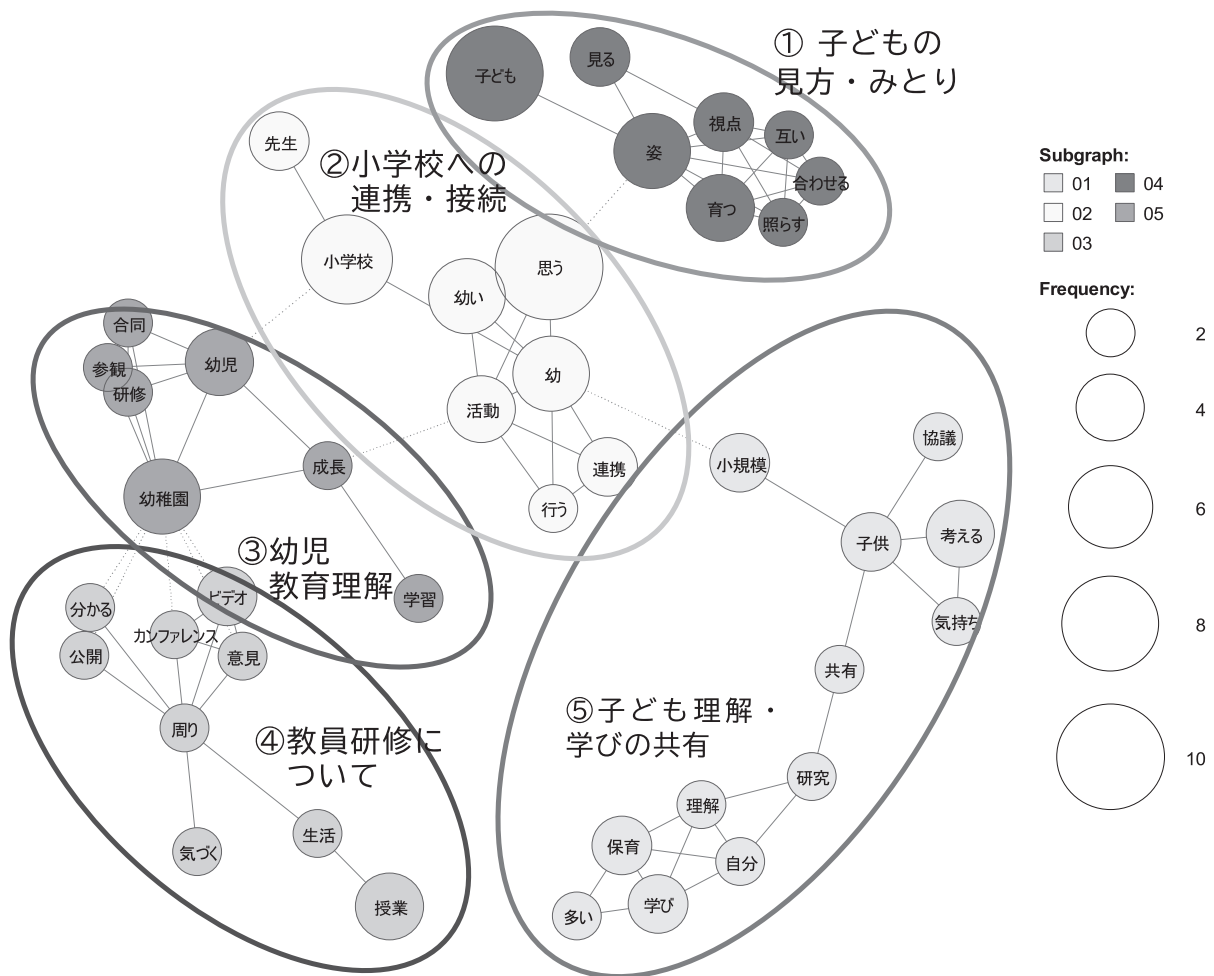 ① 子どもの
見方・みとり
子ども
見る
視点
互い
姿
合わせる
育つ
照らす
先生
②小学校への
連携・接続
小学校
思う
幼い
幼
活動
連携
行う
合同
参観
研修
幼児
成長
幼稚園
③幼児
教育理解
学習
分かる
ビデオ
カンファレンス
公開
意見
周り
④教員研修に
ついて
生活
気づく
授業
小規模
協議
子供
考える
気持ち
共有
⑤子ども理解・
学びの共有
研究
理解
保育
自分
学び
多い
Subgraph:
01 04
02 05
03
Frequency:
2
4
6
8
10